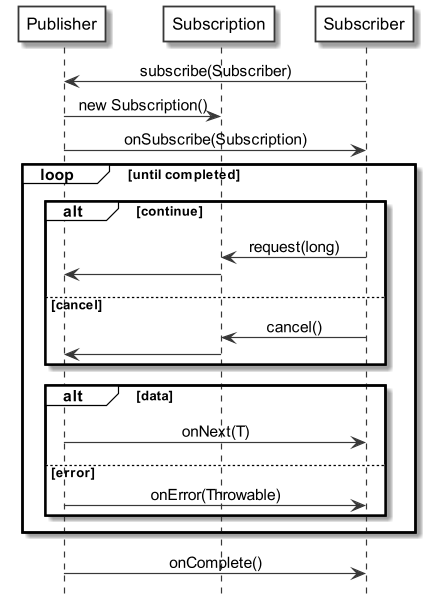 Publisher
Subscription
Subscriber
subscribe(Subscriber)
new Subscription()
onSubscribe(Subscription)
loop [until completed]
alt [continue]
request(long)
[cancel]
cancel()
alt [data]
onNext(T)
[error]
onError(Throwable)
onComplete()